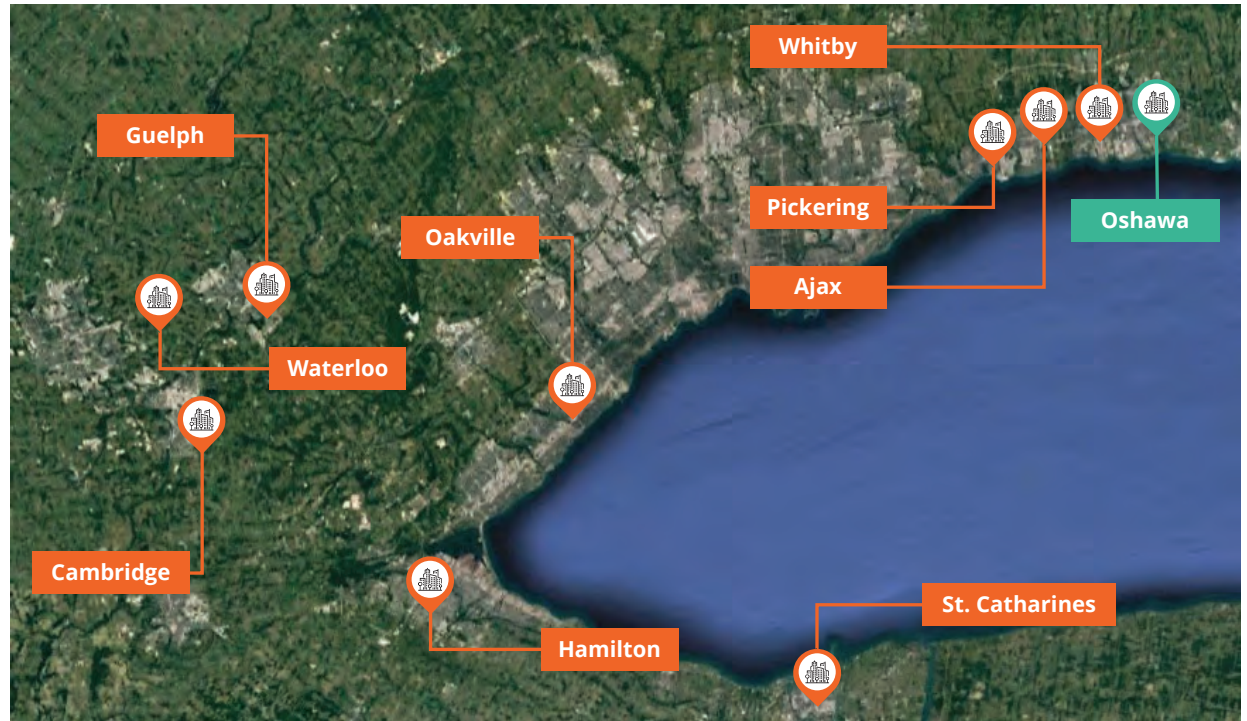 Whitby
Guelph
Pickering
Oshawa
Oakville
Ajax
Waterloo
Cambridge
St. Catharines
Hamilton